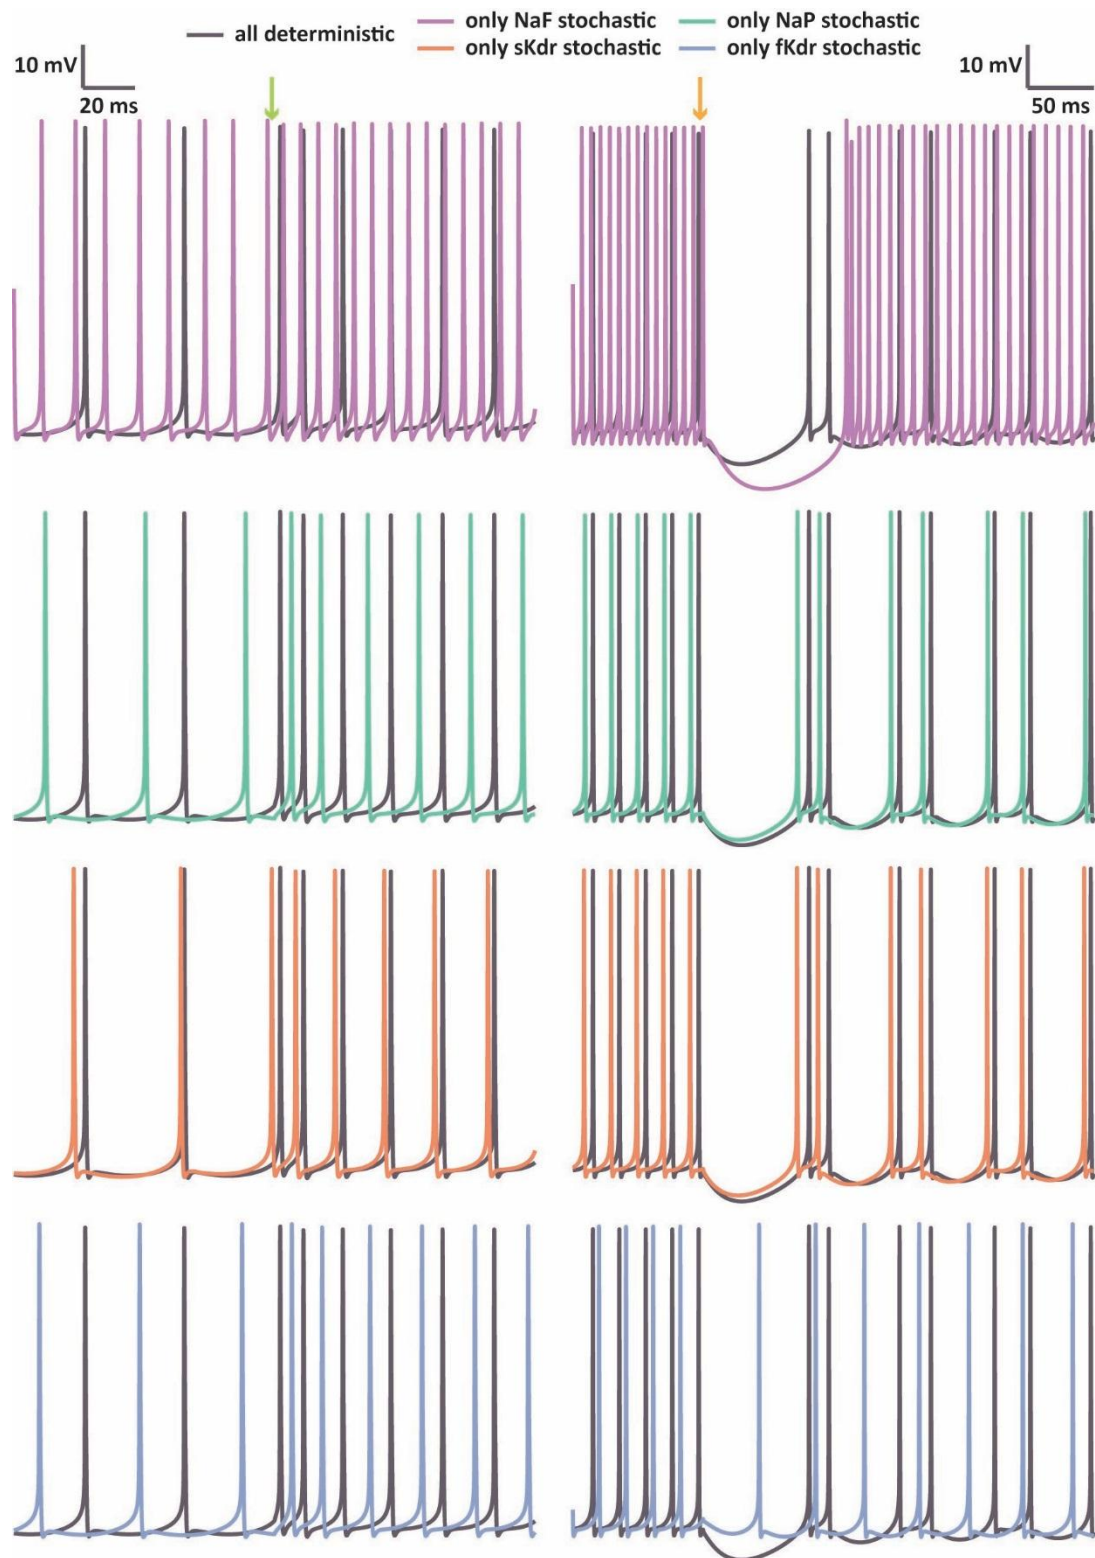 all deterministic
only NaF stochastic
only NaP stochastic
only sKdr stochastic
only fKdr stochastic
10 mV
20 ms
10 mV
50 ms